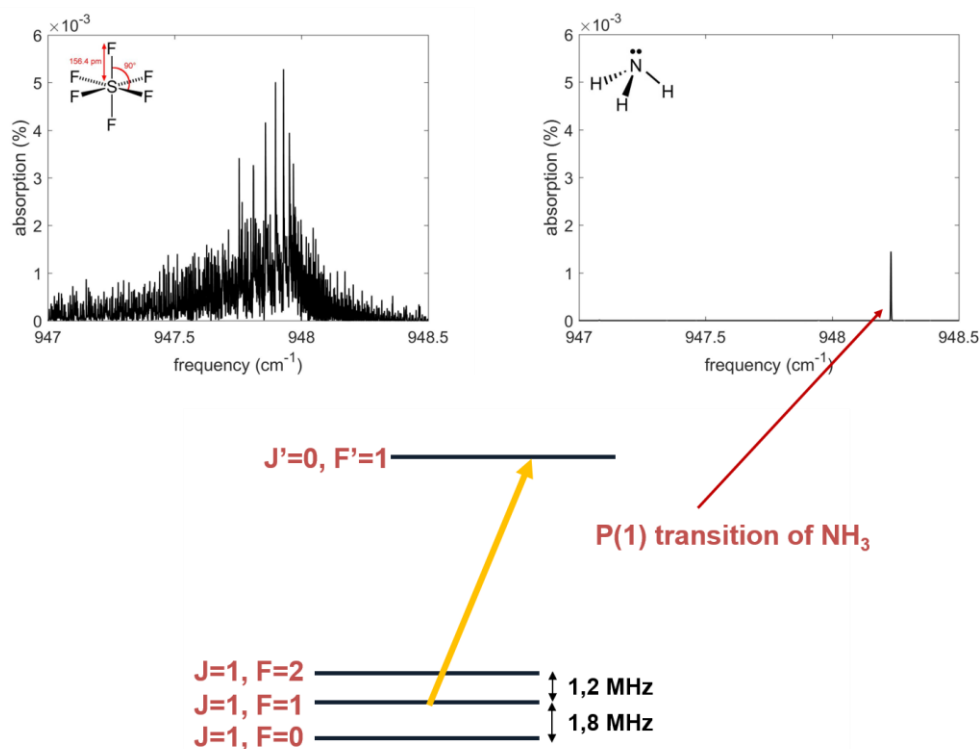 ×10⁻³
6
5
4
3
2
1
0
absorption (%)
947
947.5
948
948.5
frequency (cm⁻¹)
F
F
F
S
F
F
F
156.4 pm
90°
×10⁻³
6
5
4
3
2
1
0
absorption (%)
947
947.5
948
948.5
frequency (cm⁻¹)
N
H
H
H
J'=0, F'=1
P(1) transition of NH₃
J=1, F=2
1,2 MHz
J=1, F=1
1,8 MHz
J=1, F=0